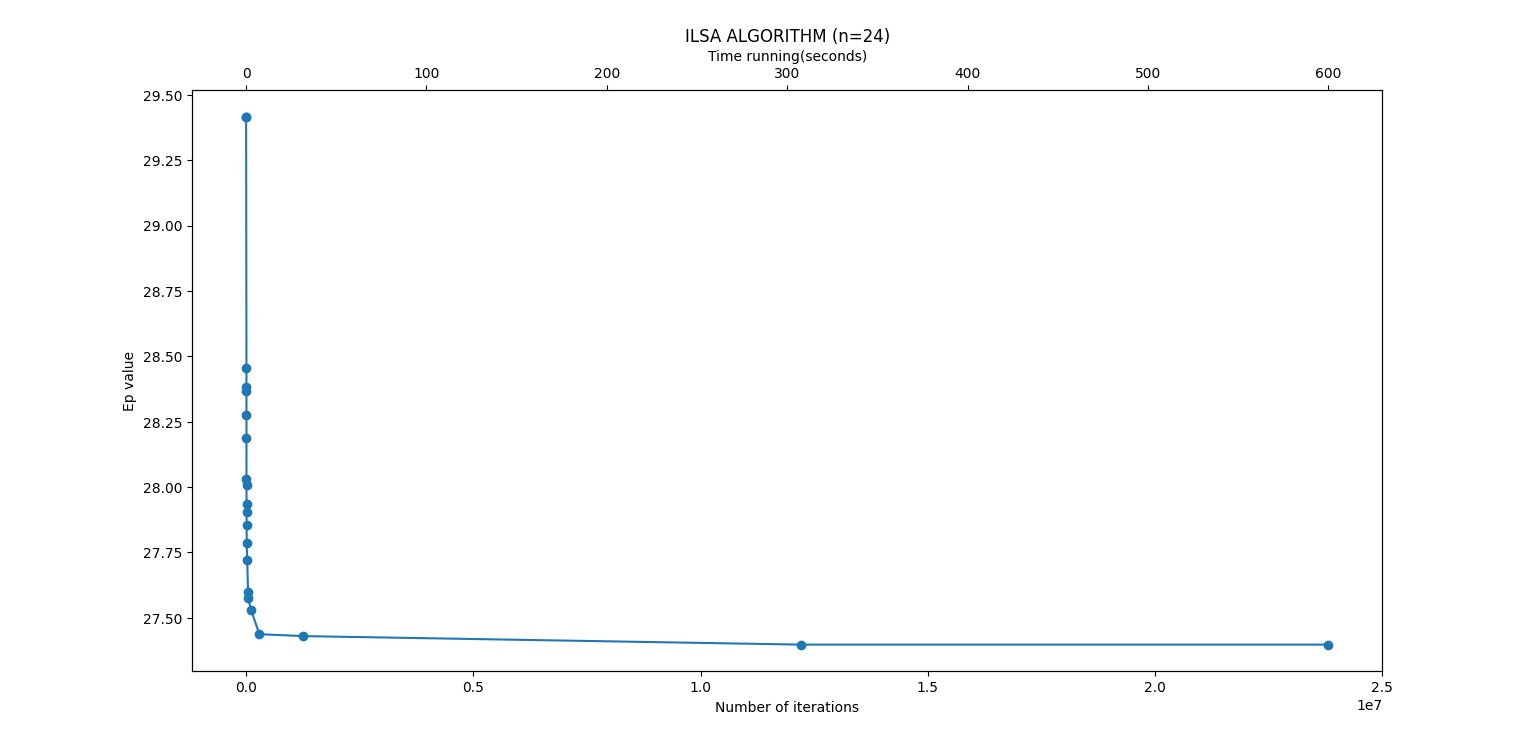 ILSA ALGORITHM (n=24)
Time running(seconds)
0 100 200 300 400 500 600
29.50
29.25
29.00
28.75
28.50
28.25
28.00
27.75
27.50
Ep value
0.0 0.5 1.0 1.5 2.0 2.5
1e7
Number of iterations